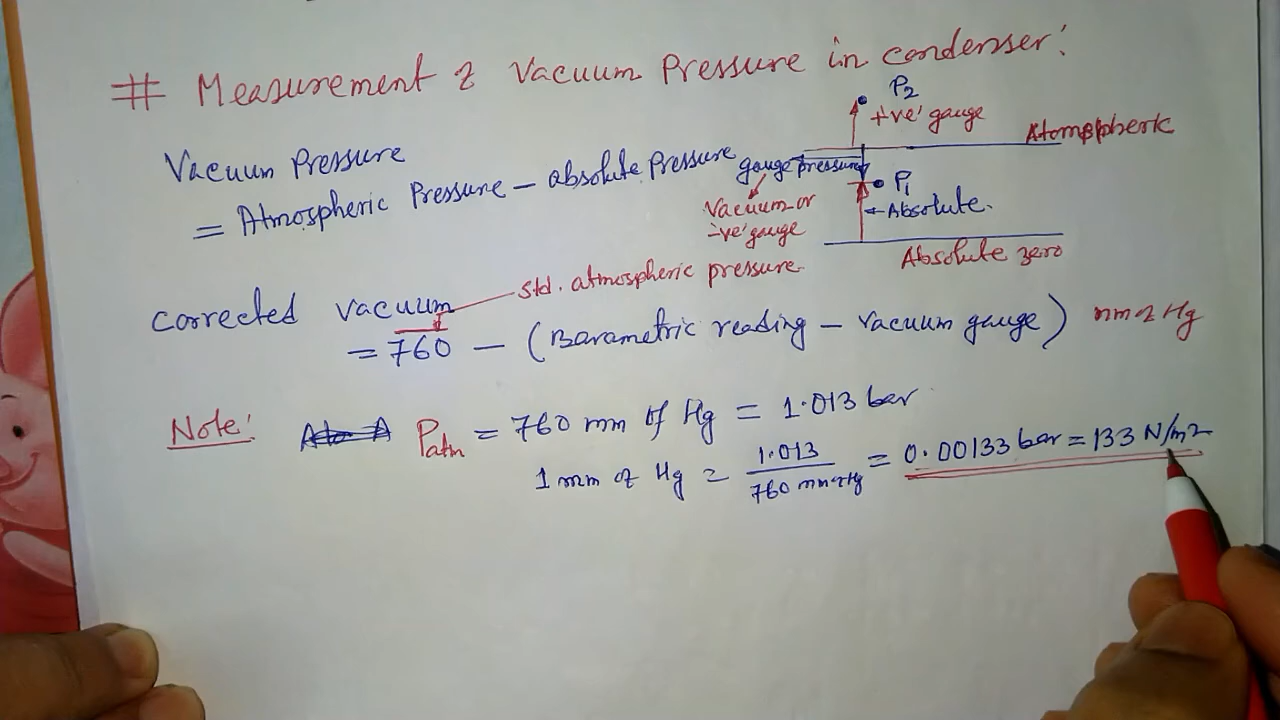 # Measurement of Vacuum Pressure in condenser:
P2
+ve' gauge
Atomspheric
Vacuum Pressure
= Atmospheric Pressure - absolute Pressure
gauge pressure
P1
Vacuum or
-ve' gauge
Absolute.
Absolute zero
Std. atmospheric pressure
Corrected vacuum
= 760 - (Barametric reading - Vacuum gauge) mm of Hg
Note: Patm = 760 mm of Hg = 1.013 bar
1 mm of Hg = 1.013 / 760 mm of Hg = 0.00133 bar = 133 N/m2